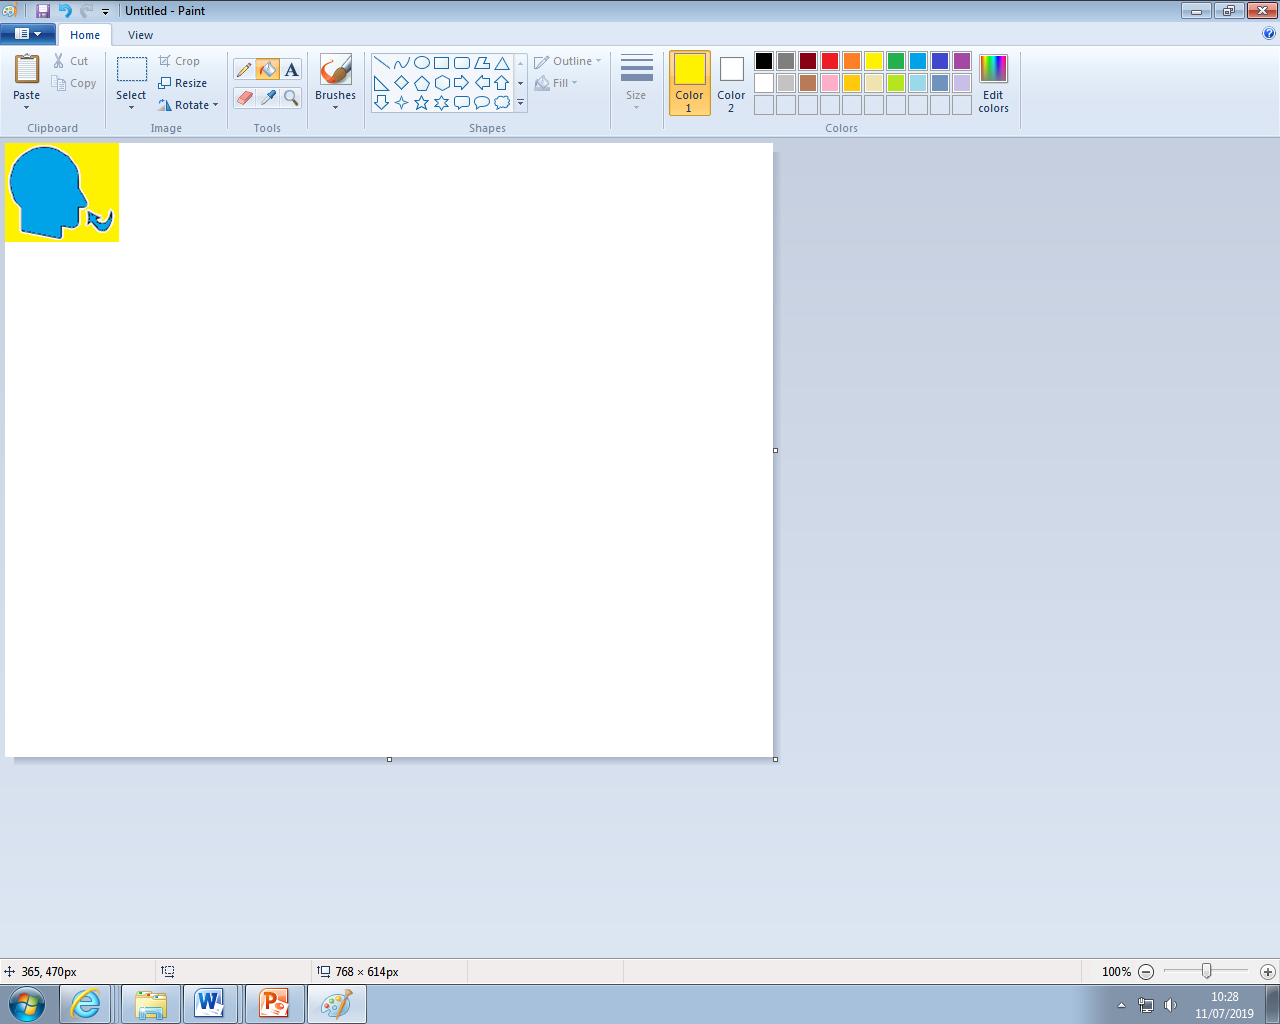 Untitled - Paint
Home View
Paste
Cut
Copy
Clipboard
Select
Crop
Resize
Rotate
Image
A
Tools
Brushes
Shapes
Outline
Fill
Size
Color 1
Color 2
Edit colors
Colors
365, 470px
768 × 614px
100%
W
P
10:28
11/07/2019